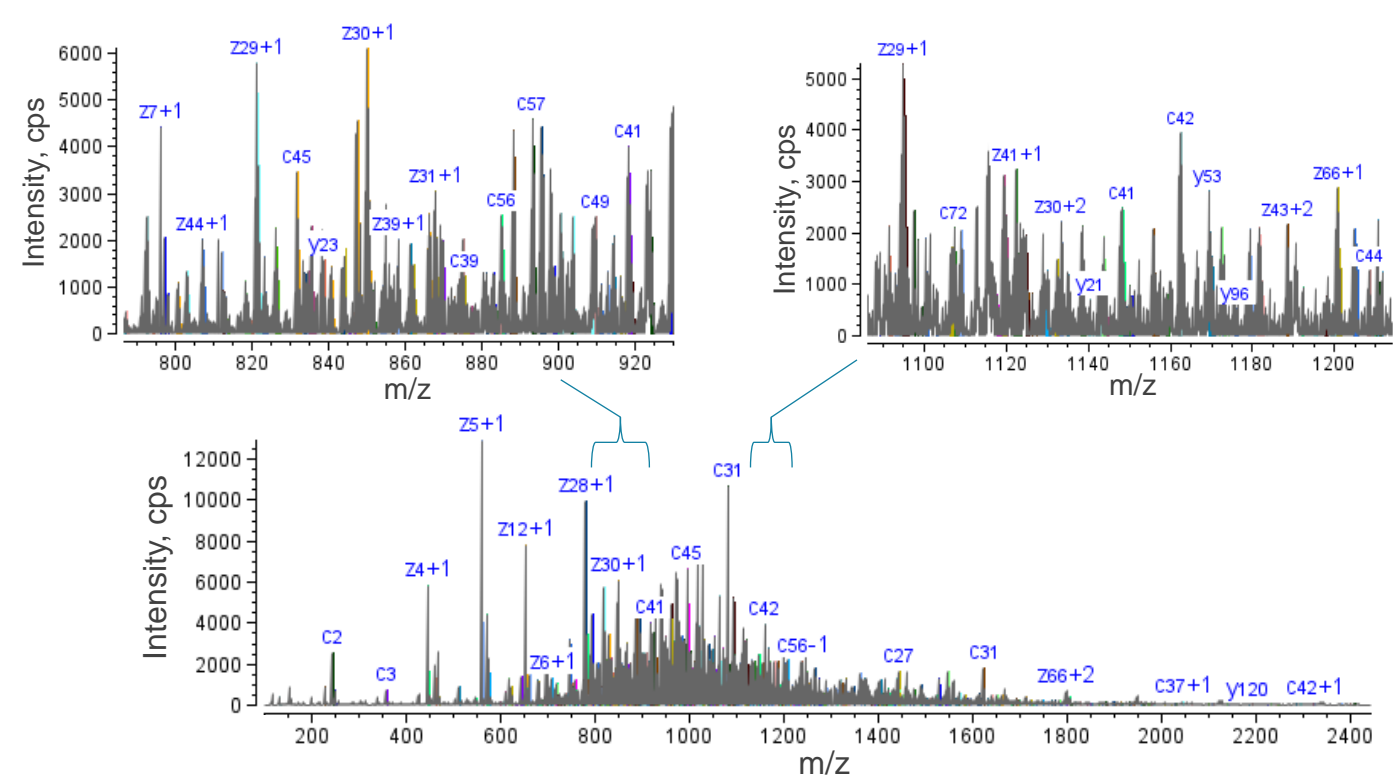 Z30+1
Z29+1
Z7+1
C57
C41
C45
Z31+1
C56
C49
Z44+1
Z39+1
y23
C39
6000
5000
4000
3000
2000
1000
0
Intensity, cps
800 820 840 860 880 900 920
m/z
Z29+1
C42
Z41+1
y53
Z66+1
C41
C72
Z30+2
Z43+2
C44
y21
y96
5000
4000
3000
2000
1000
0
Intensity, cps
1100 1120 1140 1160 1180 1200
m/z
Z5+1
Z28+1
C31
Z12+1
Z4+1
Z30+1
C45
C41
C42
C2
C3
Z6+1
C56-1
C27
C31
Z66+2
C37+1
y120
C42+1
12000
10000
8000
6000
4000
2000
0
Intensity, cps
200 400 600 800 1000 1200 1400 1600 1800 2000 2200 2400
m/z